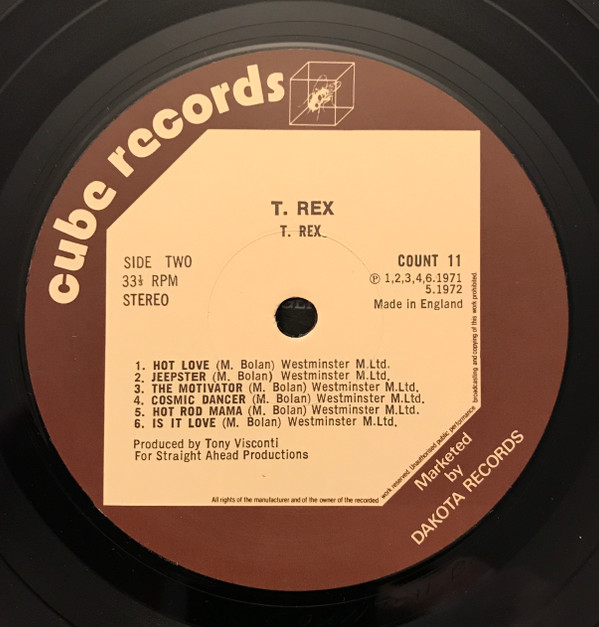 cube records
T. REX
T. REX
SIDE TWO
33⅓ RPM
STEREO
COUNT 11
Ⓟ 1,2,3,4,6.1971
5.1972
Made in England
1. HOT LOVE (M. Bolan) Westminster M.Ltd.
2. JEEPSTER (M. Bolan) Westminster M.Ltd.
3. THE MOTIVATOR (M. Bolan) Westminster M.Ltd.
4. COSMIC DANCER (M. Bolan) Westminster M.Ltd.
5. HOT ROD MAMA (M. Bolan) Westminster M.Ltd.
6. IS IT LOVE (M. Bolan) Westminster M.Ltd.
Produced by Tony Visconti
For Straight Ahead Productions
All rights of the manufacturer and of the owner of the recorded
work reserved. Unauthorised public performance
broadcasting and copying of this work prohibited.
Marketed
by
DAKOTA RECORDS